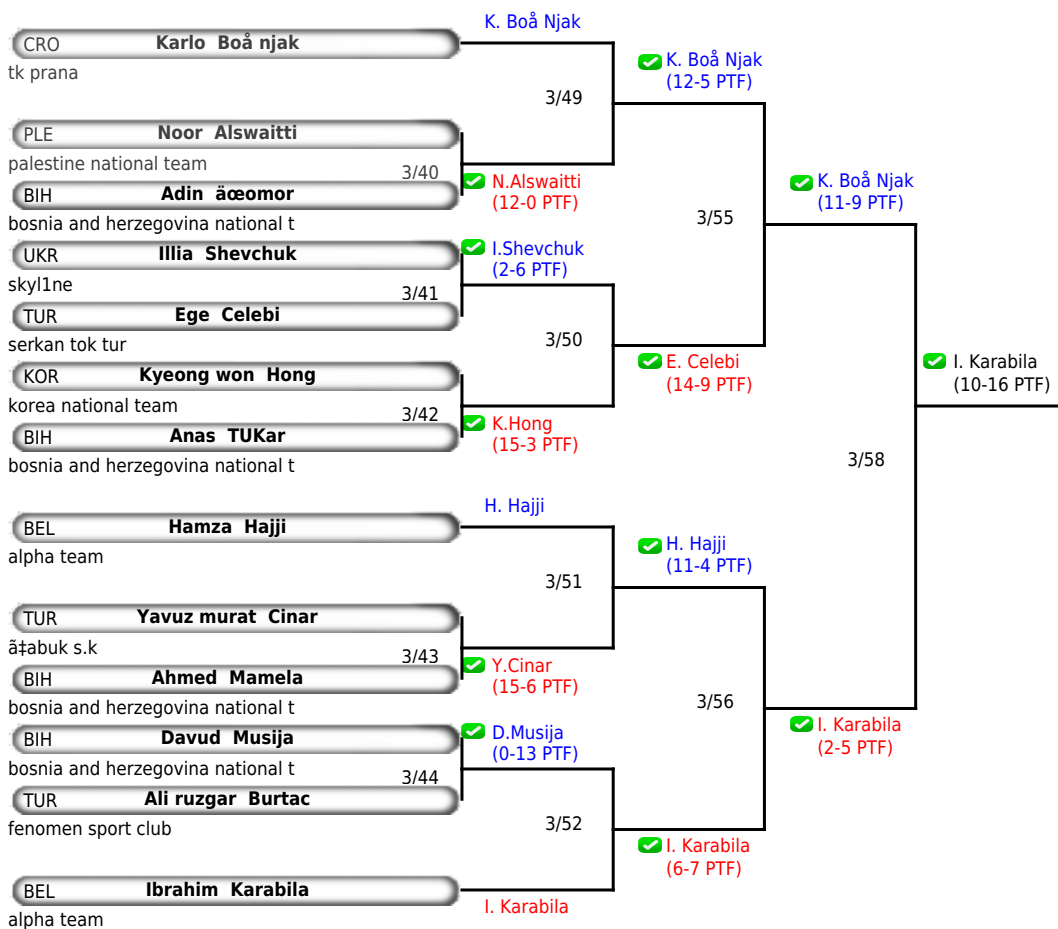 K. Boå Njak
CRO Karlo Boå njak
tk prana
K. Boå Njak
(12-5 PTF)
3/49
PLE Noor Alswaitti
palestine national team
3/40
BIH Adin äœomor
N.Alswaitti
(12-0 PTF)
bosnia and herzegovina national t
K. Boå Njak
(11-9 PTF)
3/55
UKR Illia Shevchuk
I.Shevchuk
(2-6 PTF)
skyl1ne
3/41
TUR Ege Celebi
serkan tok tur
3/50
KOR Kyeong won Hong
E. Celebi
(14-9 PTF)
I. Karabila
(10-16 PTF)
korea national team
3/42
BIH Anas TUKar
K.Hong
(15-3 PTF)
bosnia and herzegovina national t
3/58
H. Hajji
BEL Hamza Hajji
alpha team
H. Hajji
(11-4 PTF)
3/51
TUR Yavuz murat Cinar
ã‡abuk s.k
3/43
BIH Ahmed Mamela
Y.Cinar
(15-6 PTF)
bosnia and herzegovina national t
3/56
BIH Davud Musija
D.Musija
(0-13 PTF)
I. Karabila
(2-5 PTF)
bosnia and herzegovina national t
3/44
TUR Ali ruzgar Burtac
fenomen sport club
3/52
I. Karabila
(6-7 PTF)
BEL Ibrahim Karabila
I. Karabila
alpha team